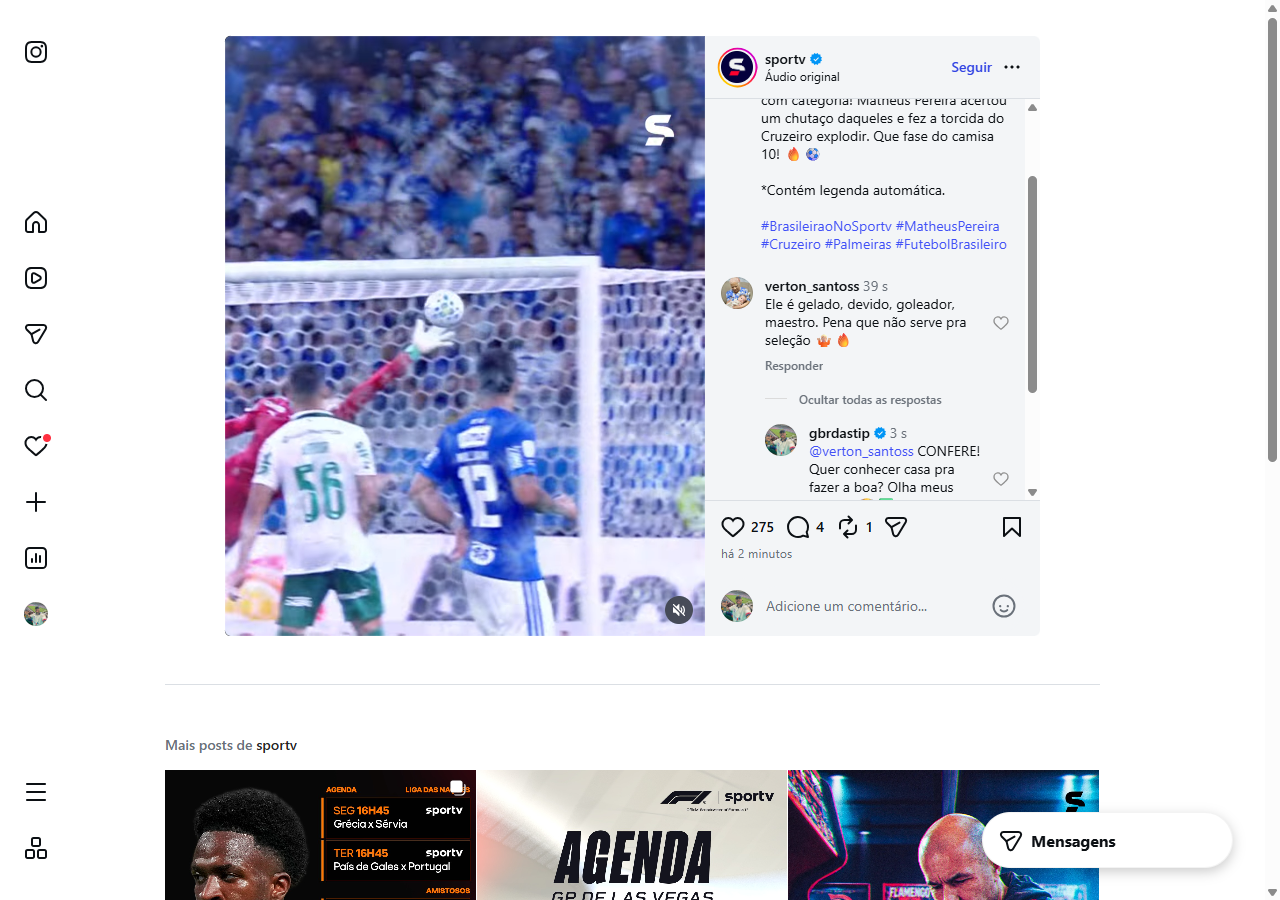 sportv
Áudio original
Seguir
com categoria! Matheus Pereira acertou
um chutaço daqueles e fez a torcida do
Cruzeiro explodir. Que fase do camisa
10! 🔥 ⚽
*Contém legenda automática.
#BrasileiraoNoSportv #MatheusPereira
#Cruzeiro #Palmeiras #FutebolBrasileiro
verton_santoss 39 s
Ele é gelado, devido, goleador,
maestro. Pena que não serve pra
seleção 🔥
Responder
Ocultar todas as respostas
gbrdastip 3 s
@verton_santoss CONFERE!
Quer conhecer casa pra
fazer a boa? Olha meus
275
4
1
há 2 minutos
Adicione um comentário...
56
12
Mais posts de sportv
AGENDA
SEG 16H45
sportv
Grécia x Sérvia
TER 16H45
sportv
País de Gales x Portugal
AMISTOSOS
sportv
AGENDA
GP DE LAS VEGAS
FLAMENGO
Mensagens